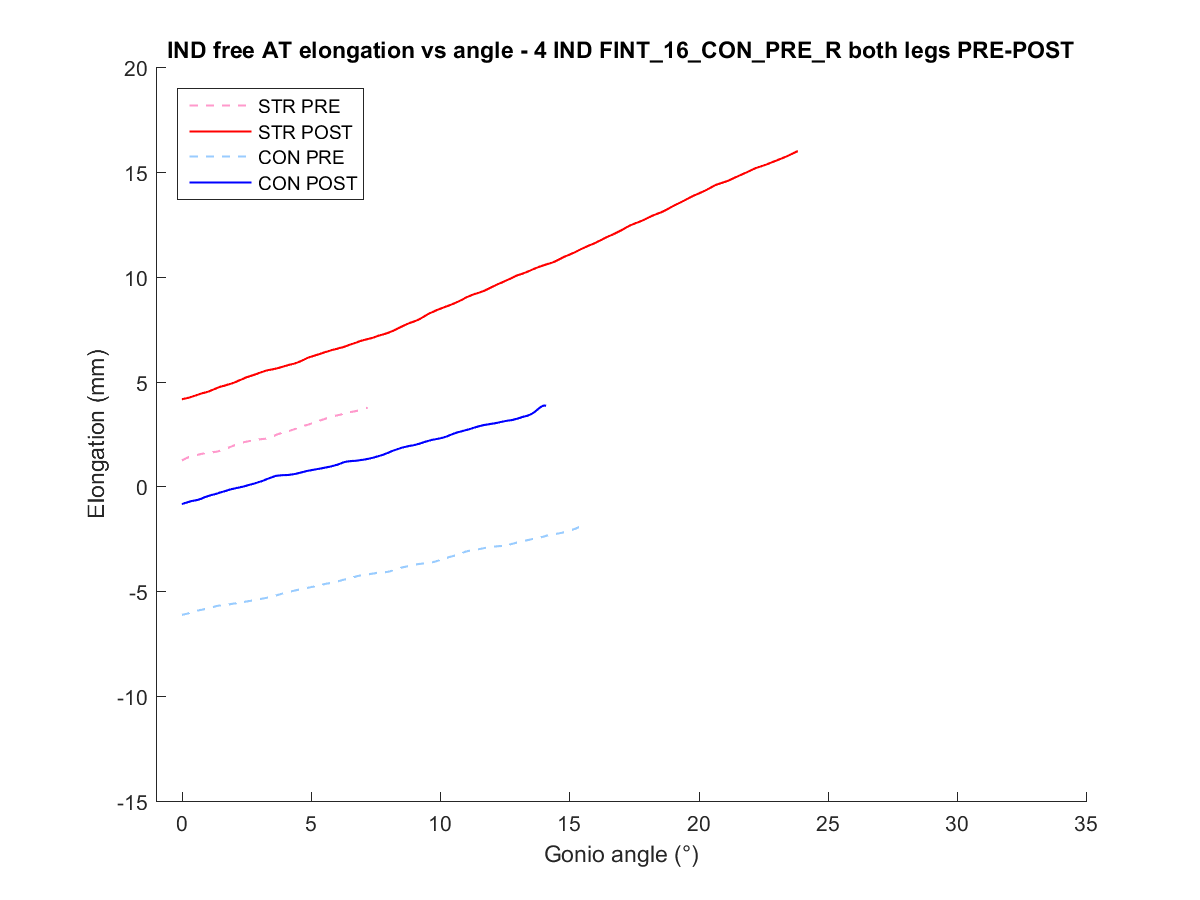 IND free AT elongation vs angle - 4 IND FINT_16_CON_PRE_R both legs PRE-POST
20
15
10
5
0
-5
-10
-15
STR PRE
STR POST
CON PRE
CON POST
Elongation (mm)
0 5 10 15 20 25 30 35
Gonio angle (°)